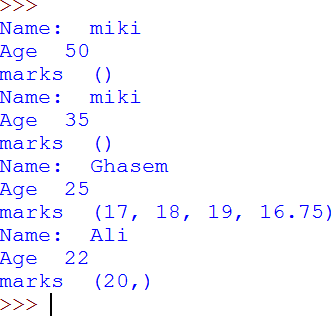 >>>
Name:  miki
Age  50
marks  ()
Name:  miki
Age  35
marks  ()
Name:  Ghasem
Age  25
marks  (17, 18, 19, 16.75)
Name:  Ali
Age  22
marks  (20,)
>>>